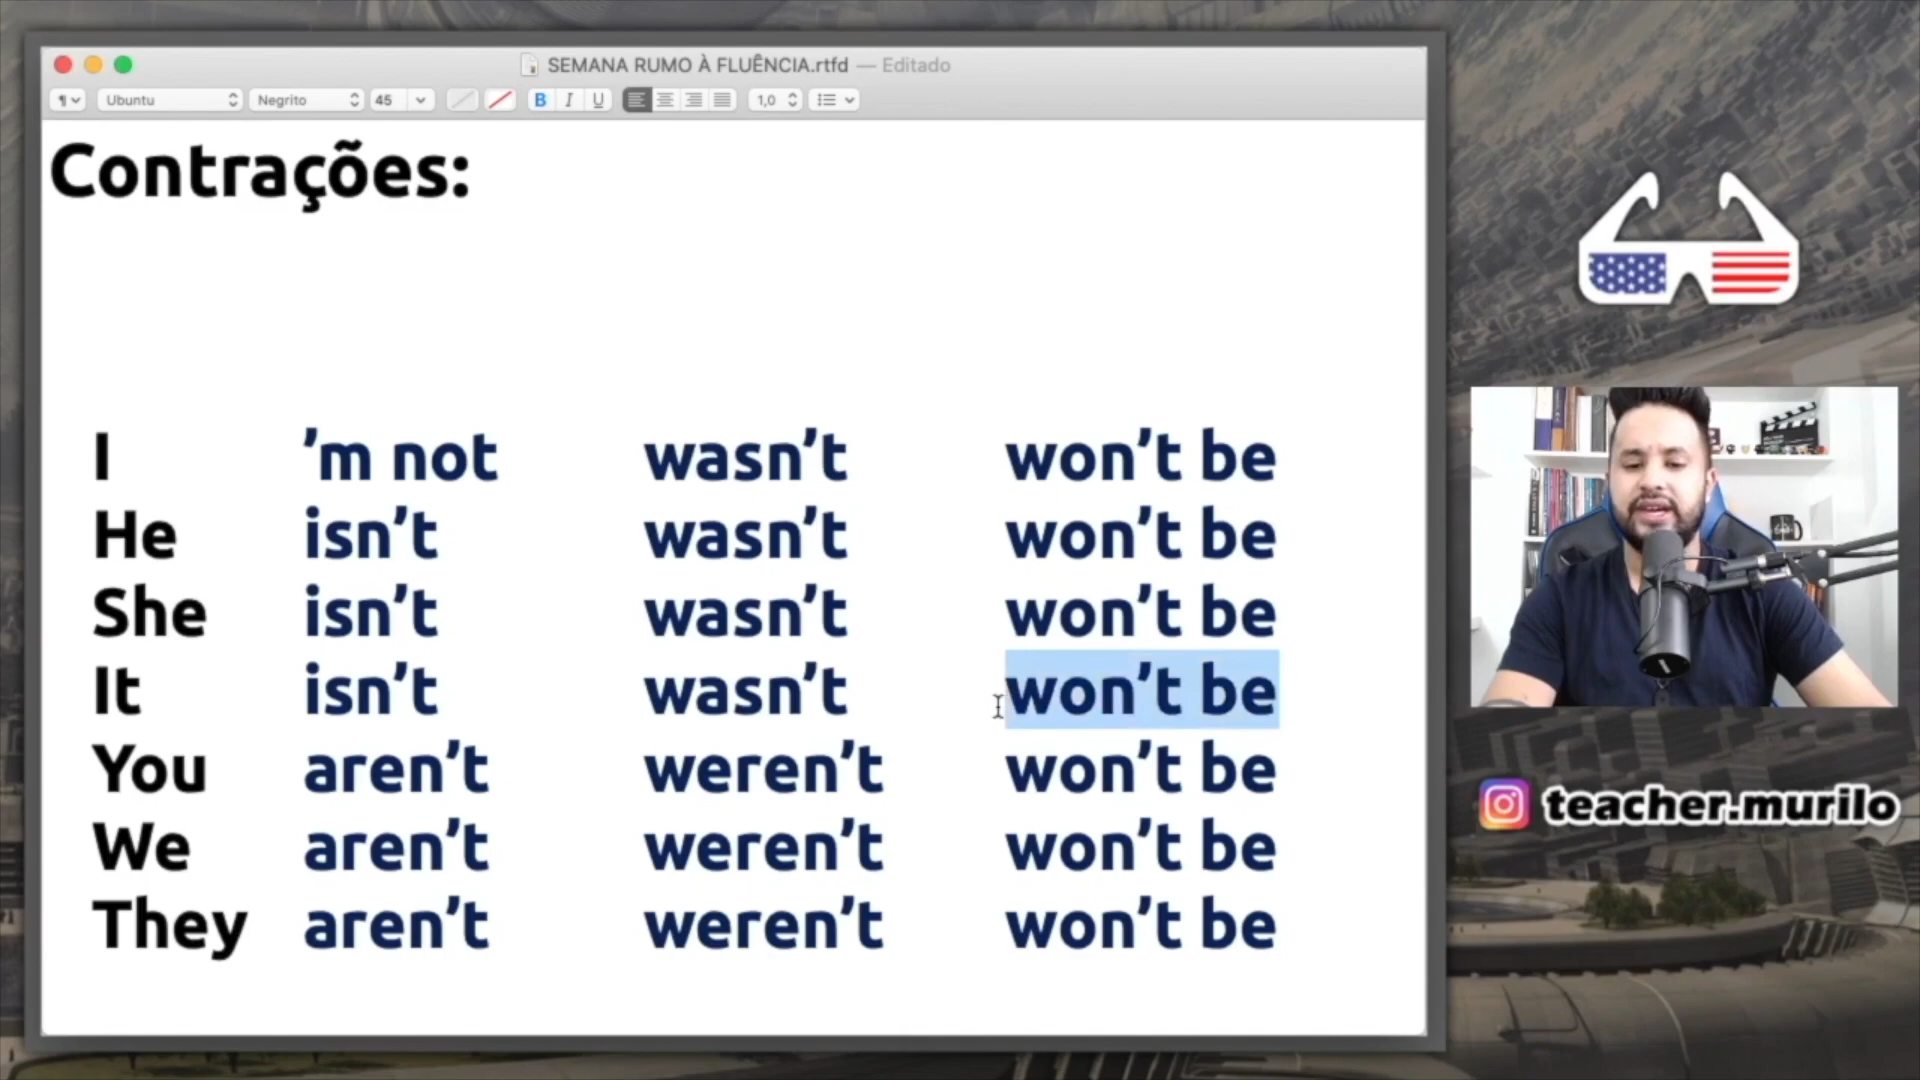 SEMANA RUMO À FLUÊNCIA.rtfd — Editado
Ubuntu Negrito 45 B I U 1,0
Contrações:
I ’m not wasn’t won’t be
He isn’t wasn’t won’t be
She isn’t wasn’t won’t be
It isn’t wasn’t won’t be
You aren’t weren’t won’t be
We aren’t weren’t won’t be
They aren’t weren’t won’t be
teacher.murilo